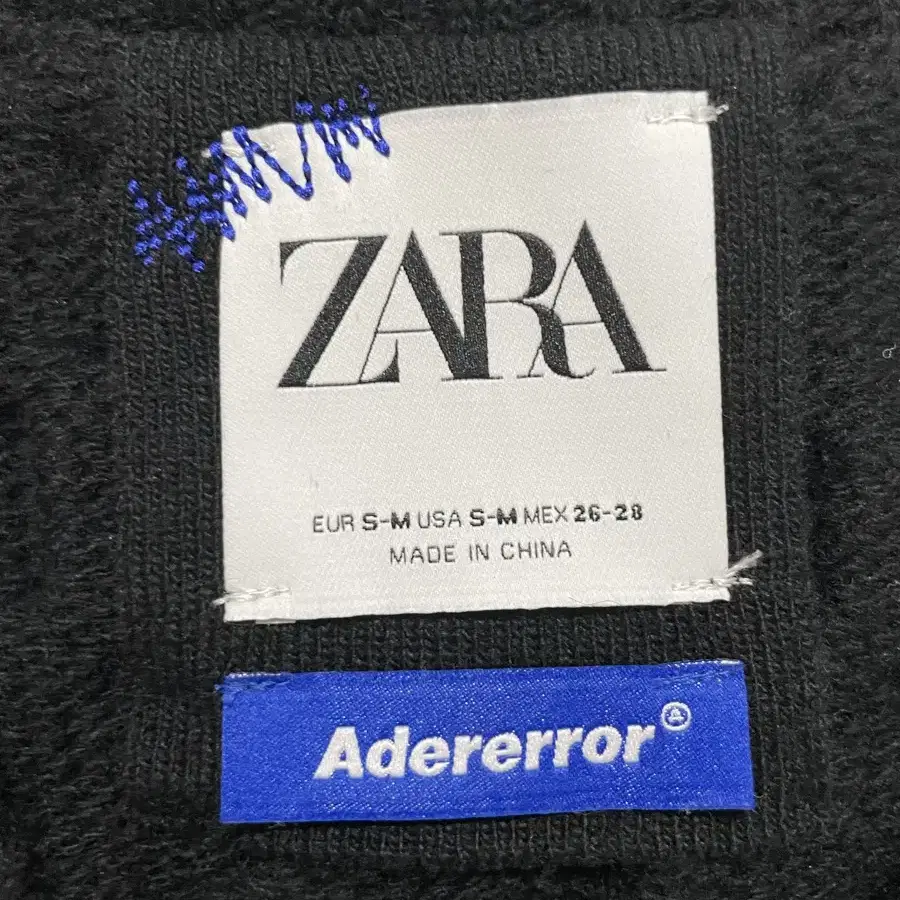 ZARA
EUR S-M USA S-M MEX 26-28
MADE IN CHINA
Adererror